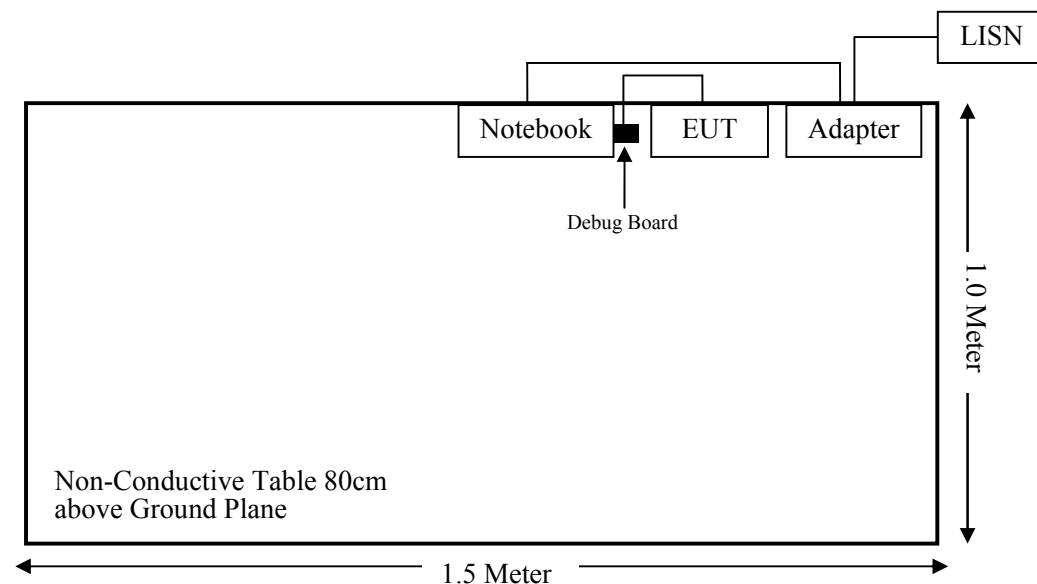 LISN
Notebook
EUT
Adapter
Debug Board
1.0 Meter
Non-Conductive Table 80cm
above Ground Plane
1.5 Meter